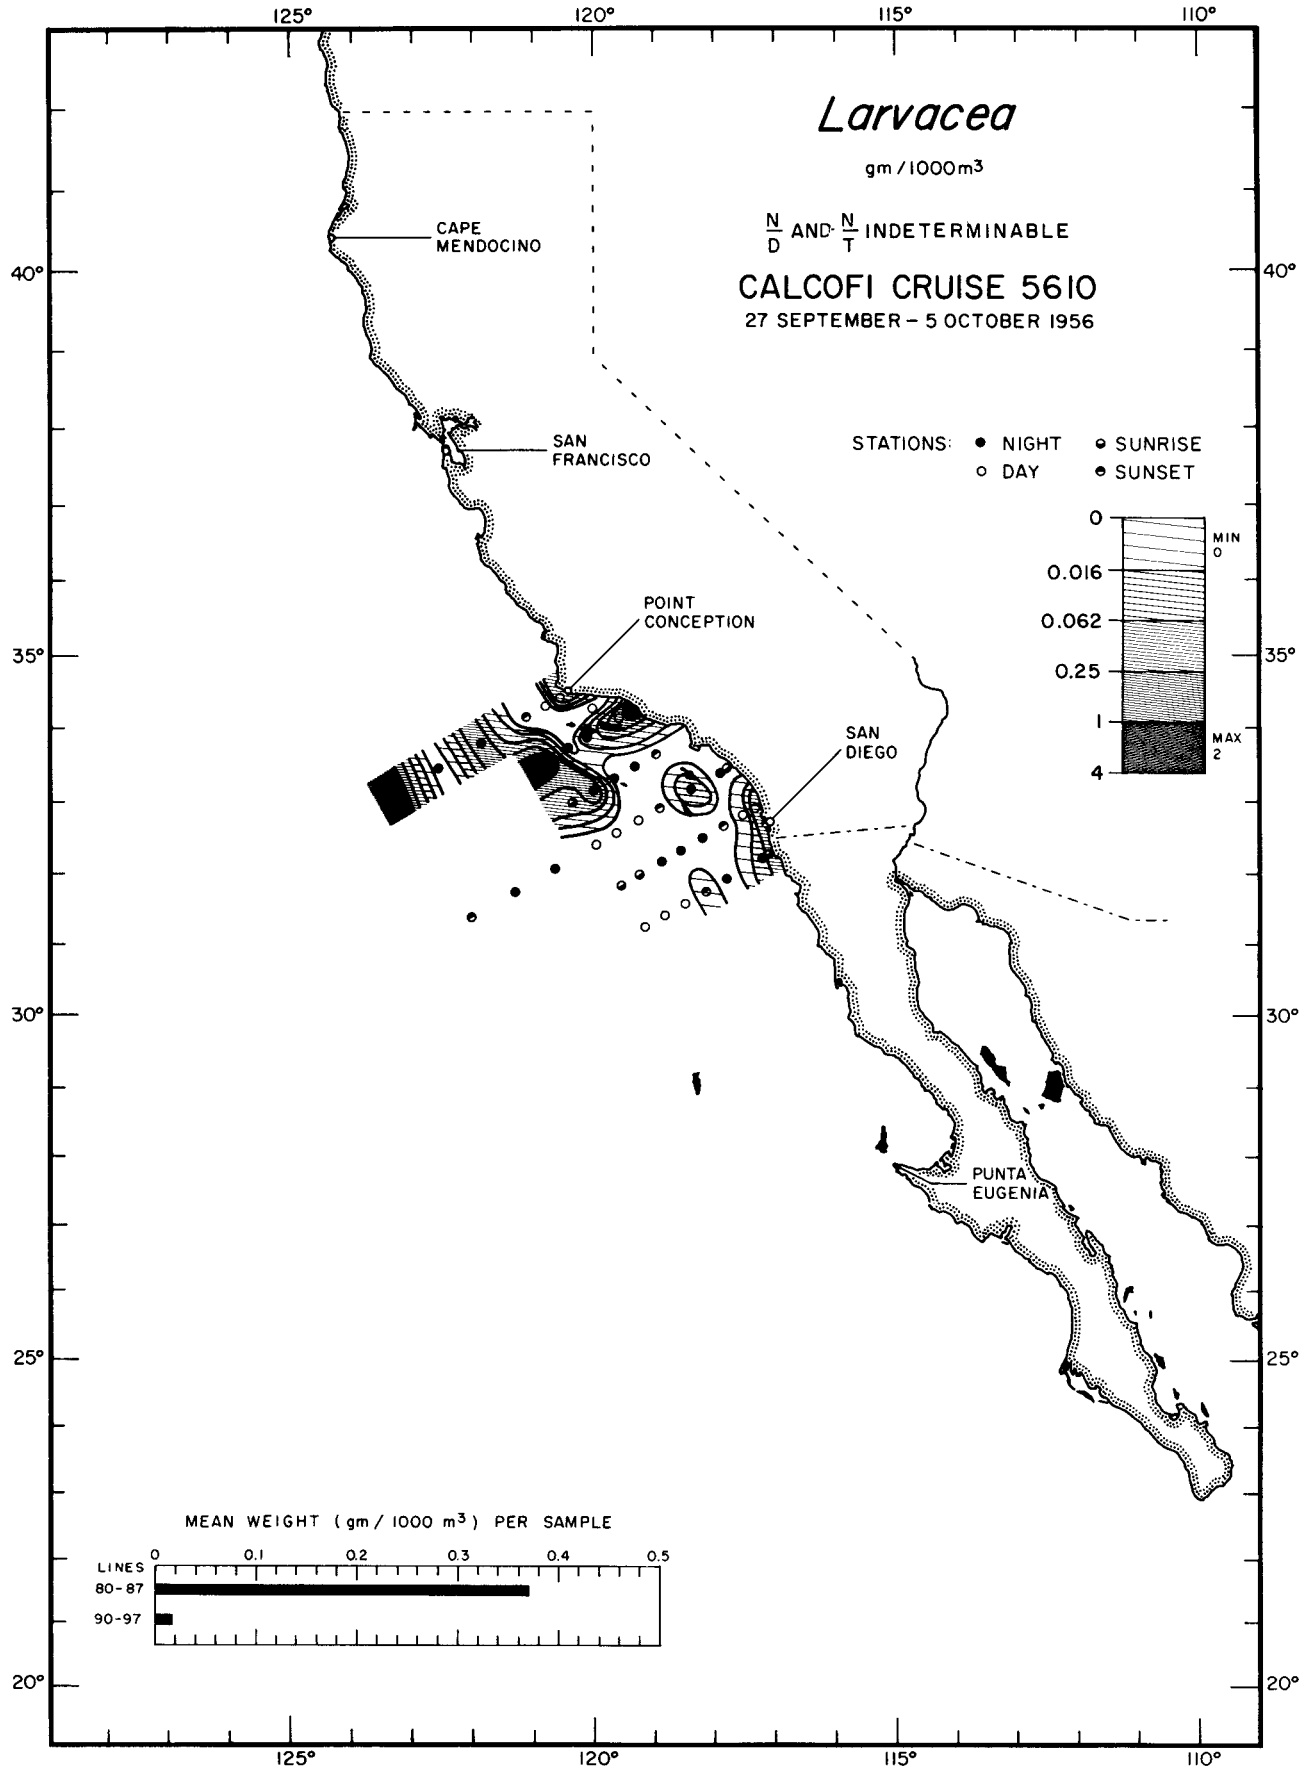 125° 120° 115° 110°
Larvacea
gm/1000m³
N/D AND N/T INDETERMINABLE
CALCOFI CRUISE 5610
27 SEPTEMBER – 5 OCTOBER 1956
CAPE
MENDOCINO
40° 40°
STATIONS: ● NIGHT SUNRISE
○ DAY SUNSET
SAN
FRANCISCO
0
MIN
0
0.016
0.062
0.25
1
MAX
2
4
POINT
CONCEPTION
35° 35°
SAN
DIEGO
30° 30°
PUNTA
EUGENIA
25° 25°
MEAN WEIGHT (gm/1000 m³) PER SAMPLE
0 0.1 0.2 0.3 0.4 0.5
LINES
80-87
90-97
20° 20°
125° 120° 115° 110°